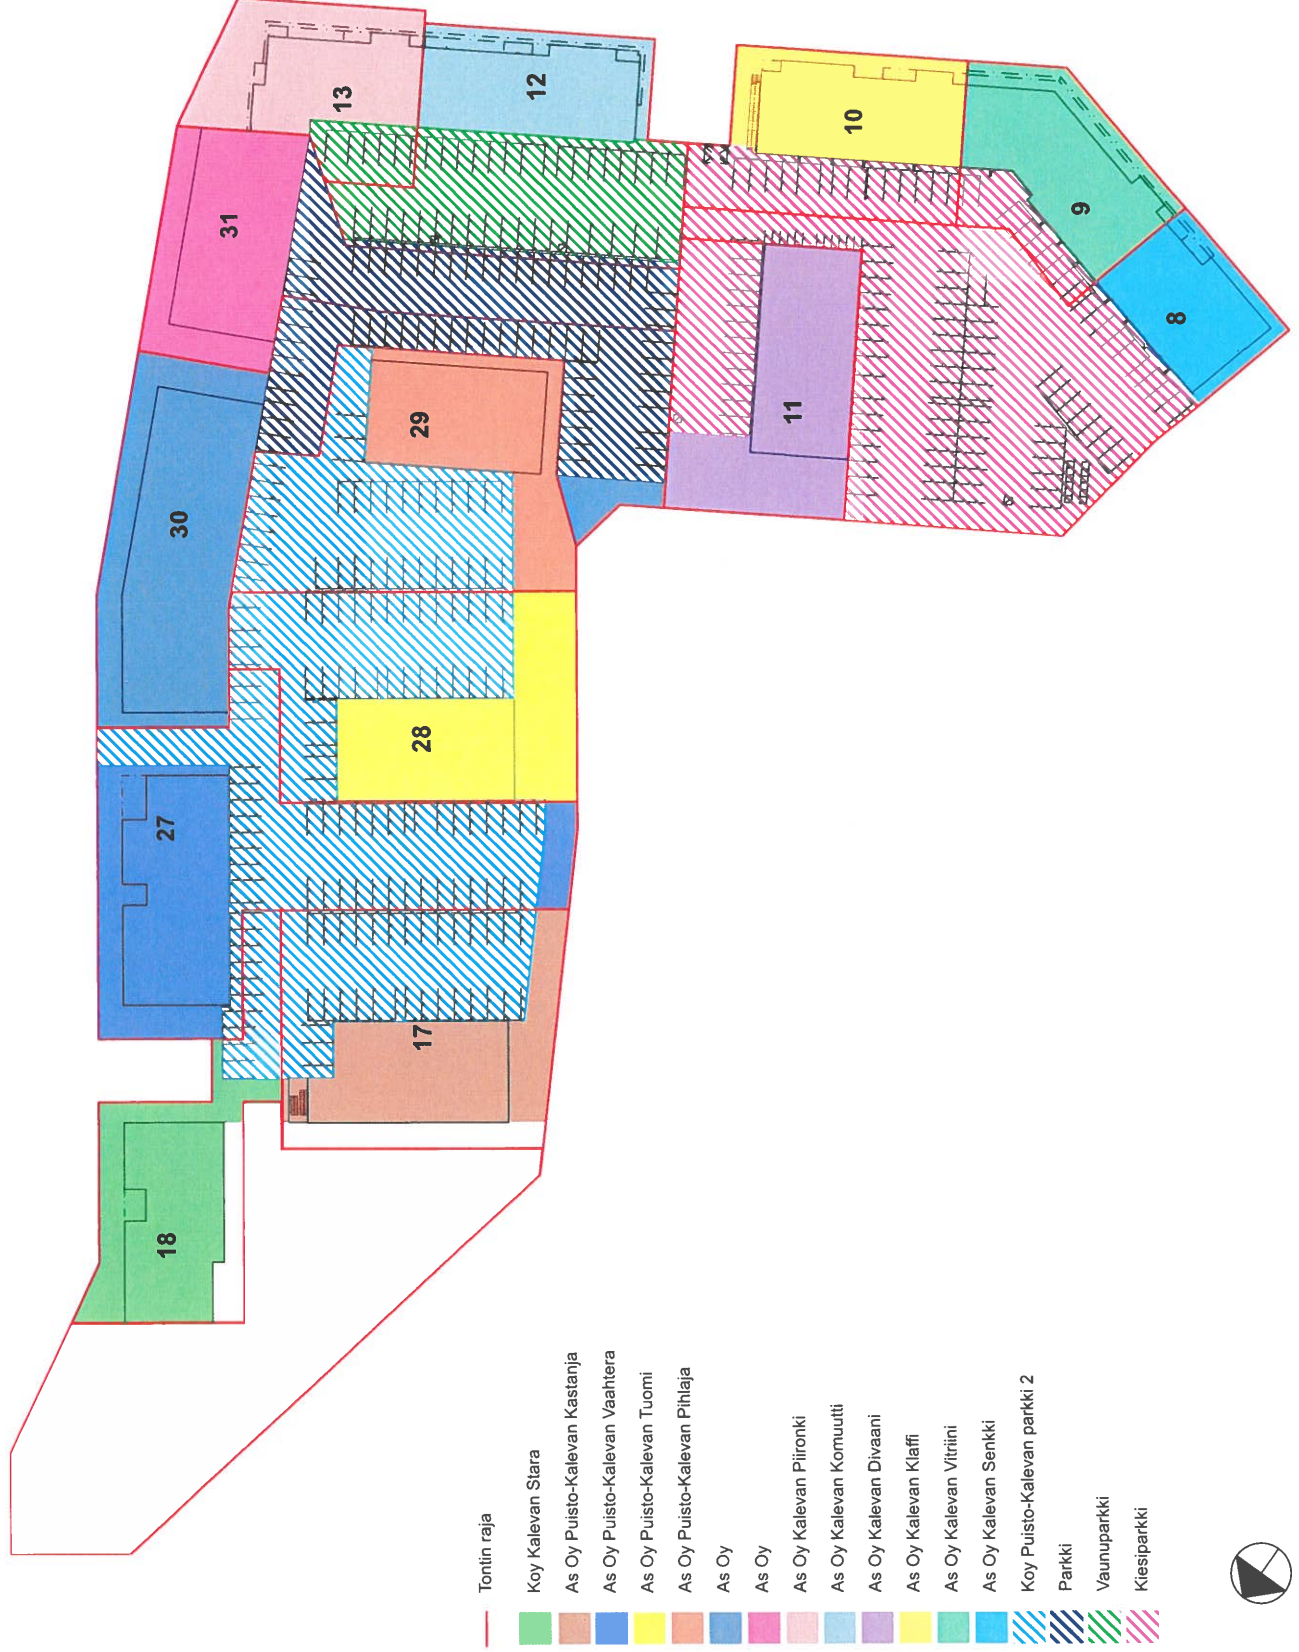 13
12
31
10
9
8
11
29
30
28
27
17
18
Tontin raja
Koy Kalevan Stara
As Oy Puisto-Kalevan Kastanja
As Oy Puisto-Kalevan Vaahtera
As Oy Puisto-Kalevan Tuomi
As Oy Puisto-Kalevan Pihlaja
As Oy
As Oy
As Oy Kalevan Piironki
As Oy Kalevan Komuutti
As Oy Kalevan Divaani
As Oy Kalevan Klaffi
As Oy Kalevan Vitriini
As Oy Kalevan Senkki
Koy Puisto-Kalevan parkki 2
Parkki
Vaunuparkki
Kiesiparkki